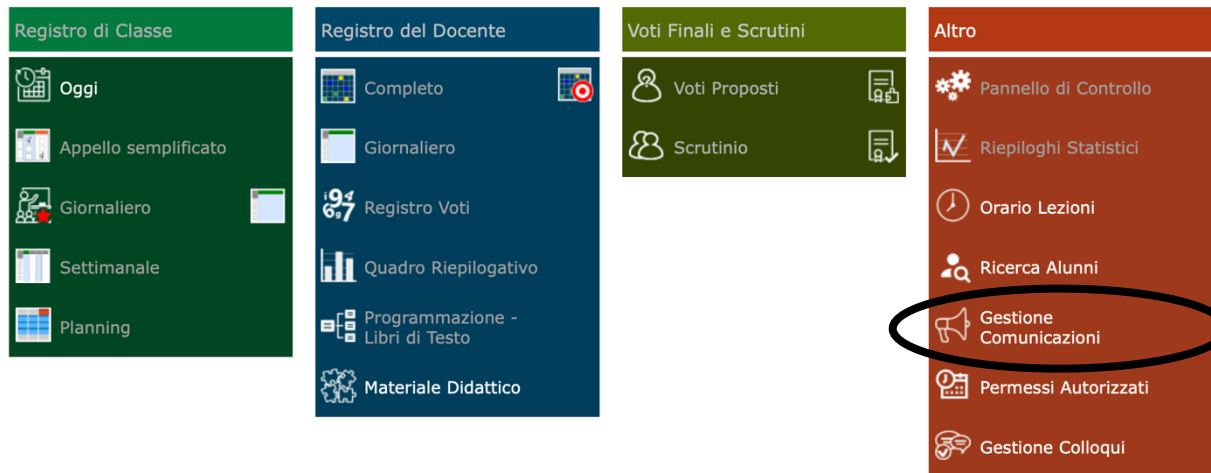 Registro di Classe
Oggi
Appello semplificato
Giornaliero
Settimanale
Planning
Registro del Docente
Completo
Giornaliero
Registro Voti
Quadro Riepilogativo
Programmazione -
Libri di Testo
Materiale Didattico
Voti Finali e Scrutini
Voti Proposti
Scrutinio
Altro
Pannello di Controllo
Riepiloghi Statistici
Orario Lezioni
Ricerca Alunni
Gestione
Comunicazioni
Permessi Autorizzati
Gestione Colloqui